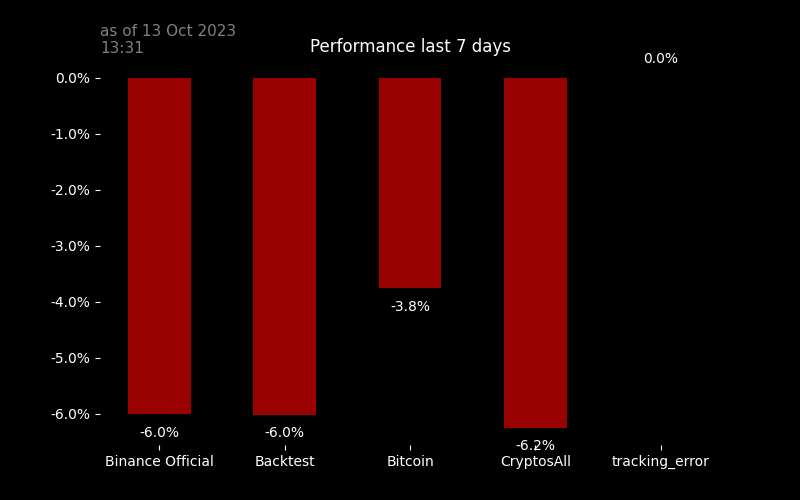 as of 13 Oct 2023
13:31
Performance last 7 days
0.0%
0.0%
-1.0%
-2.0%
-3.0%
-4.0%
-5.0%
-6.0%
-3.8%
-6.0%
-6.0%
-6.2%
Binance Official
Backtest
Bitcoin
CryptosAll
tracking_error